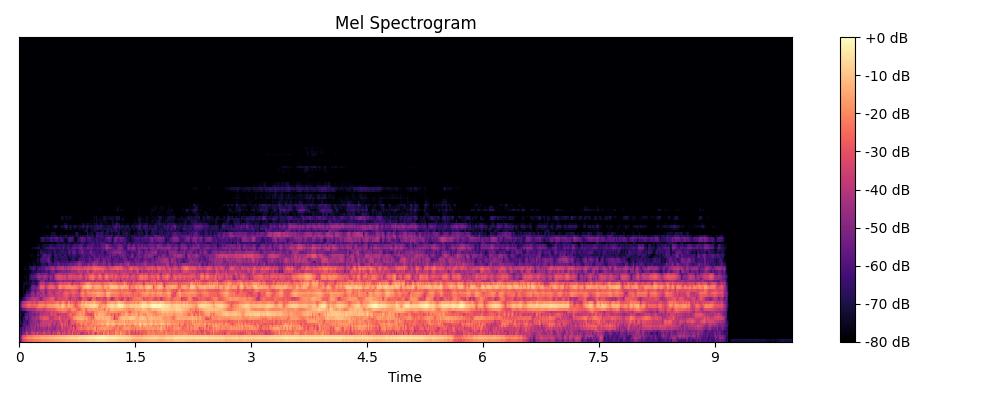 Mel Spectrogram
+0 dB
-10 dB
-20 dB
-30 dB
-40 dB
-50 dB
-60 dB
-70 dB
-80 dB
0 1.5 3 4.5 6 7.5 9
Time